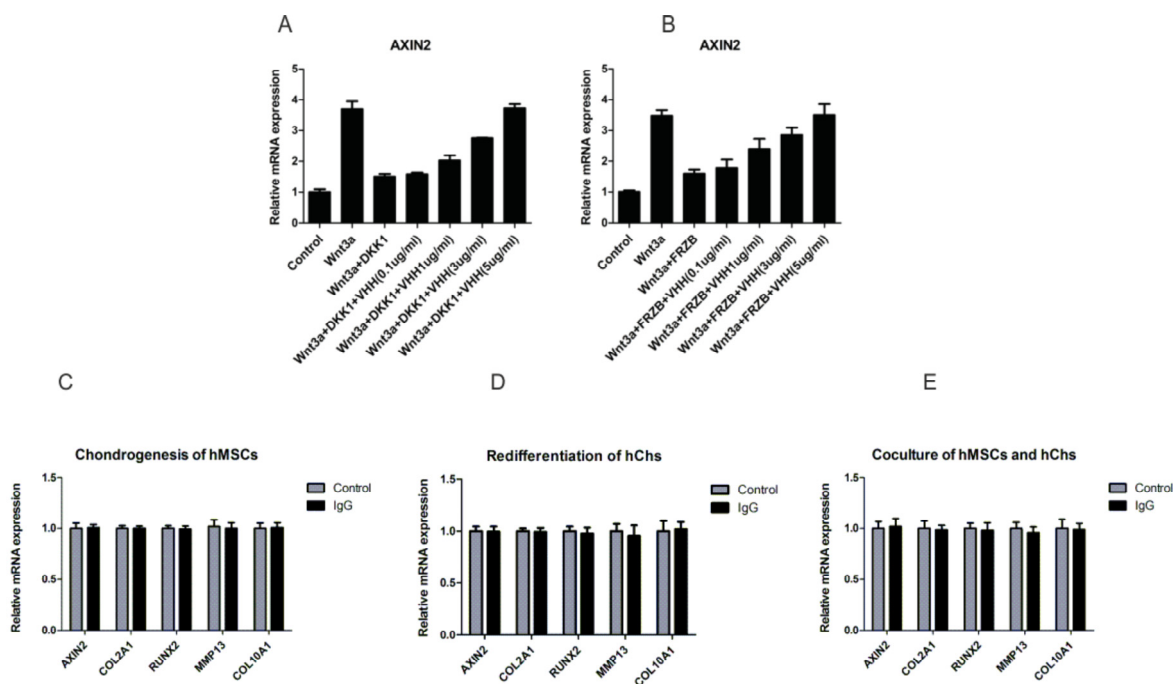 A
AXIN2
Relative mRNA expression
5
4
3
2
1
0
Control
Wnt3a
Wnt3a+DKK1
Wnt3a+DKK1+VHH(0.1ug/ml)
Wnt3a+DKK1+VHH1ug/ml)
Wnt3a+DKK1+VHH(3ug/ml)
Wnt3a+DKK1+VHH(5ug/ml)
B
AXIN2
Relative mRNA expression
5
4
3
2
1
0
Control
Wnt3a
Wnt3a+FRZB
Wnt3a+FRZB+VHH(0.1ug/ml)
Wnt3a+FRZB+VHH1ug/ml)
Wnt3a+FRZB+VHH(3ug/ml)
Wnt3a+FRZB+VHH(5ug/ml)
C
Chondrogenesis of hMSCs
Relative mRNA expression
1.5
1.0
0.5
0.0
Control
IgG
AXIN2
COL2A1
RUNX2
MMP13
COL10A1
D
Redifferentiation of hChs
Relative mRNA expression
1.5
1.0
0.5
0.0
Control
IgG
AXIN2
COL2A1
RUNX2
MMP13
COL10A1
E
Coculture of hMSCs and hChs
Relative mRNA expression
1.5
1.0
0.5
0.0
Control
IgG
AXIN2
COL2A1
RUNX2
MMP13
COL10A1